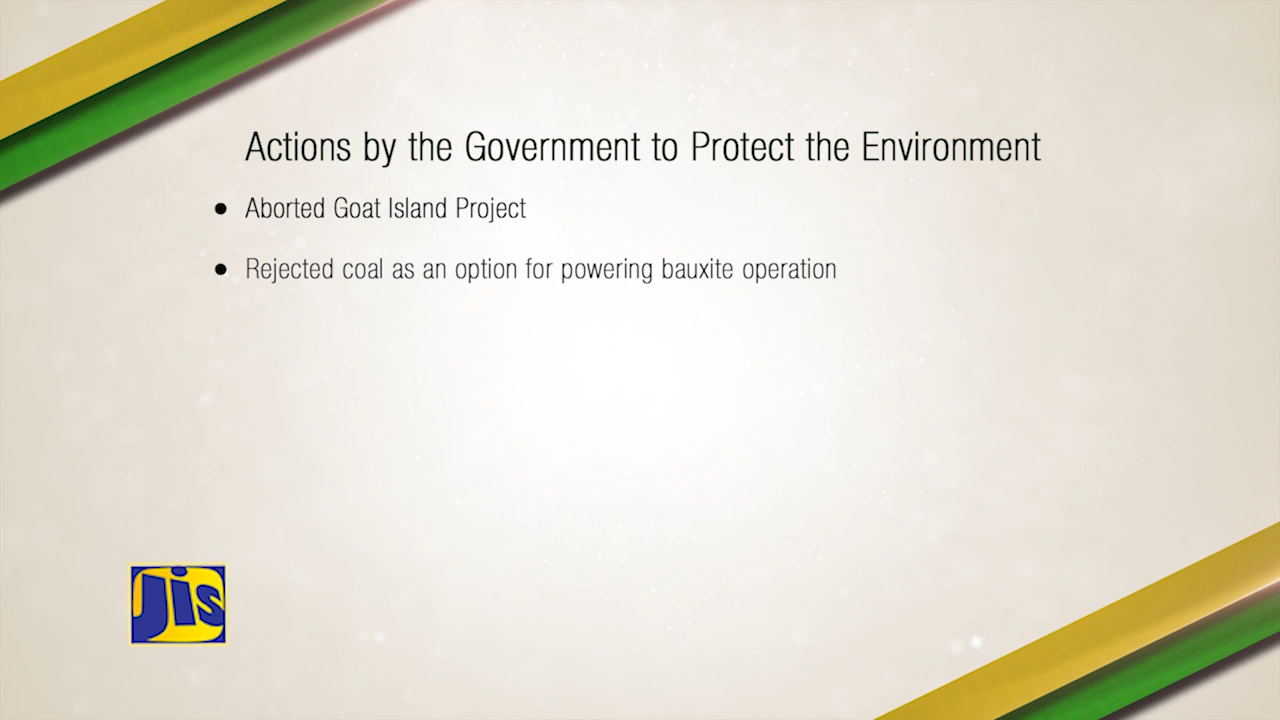 Actions by the Government to Protect the Environment
● Aborted Goat Island Project
● Rejected coal as an option for powering bauxite operation
Jis